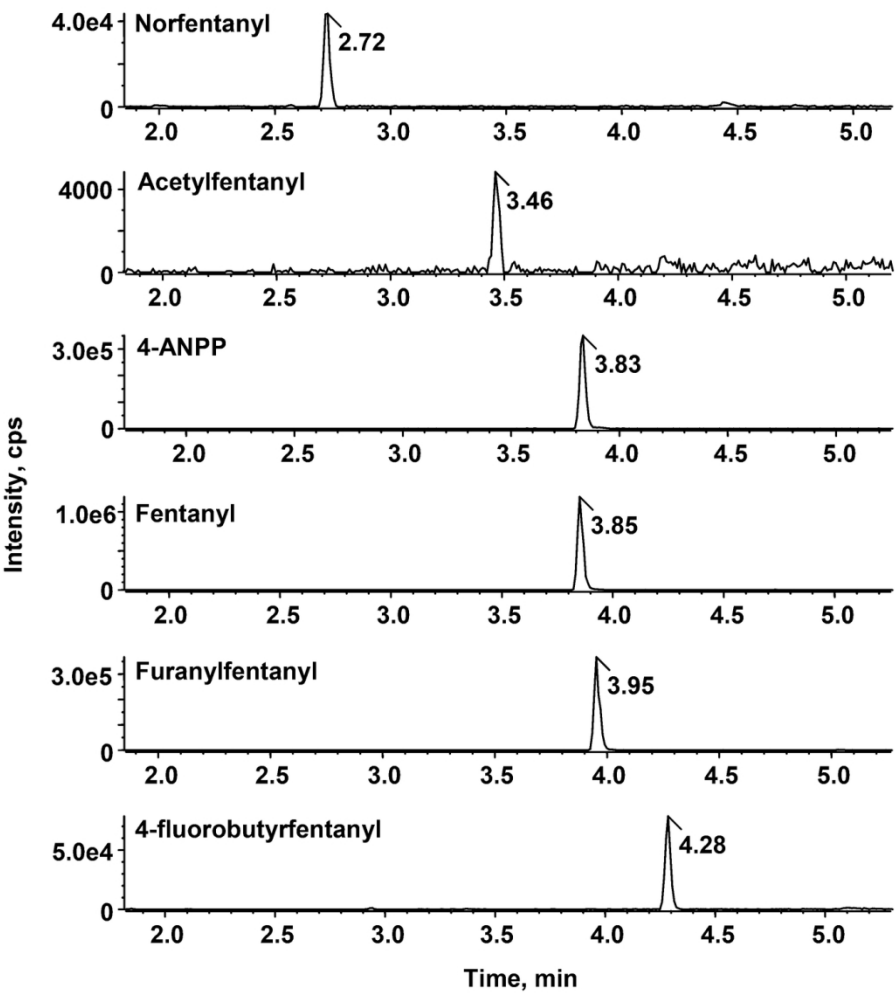 4.0e4 Norfentanyl
2.72
0
2.0 2.5 3.0 3.5 4.0 4.5 5.0
Acetylfentanyl
4000
3.46
0
2.0 2.5 3.0 3.5 4.0 4.5 5.0
4-ANPP
3.0e5
3.83
0
2.0 2.5 3.0 3.5 4.0 4.5 5.0
Intensity, cps
1.0e6 Fentanyl
3.85
0
2.0 2.5 3.0 3.5 4.0 4.5 5.0
Furanylfentanyl
3.0e5
3.95
0
2.0 2.5 3.0 3.5 4.0 4.5 5.0
4-fluorobutyrfentanyl
5.0e4
4.28
0
2.0 2.5 3.0 3.5 4.0 4.5 5.0
Time, min